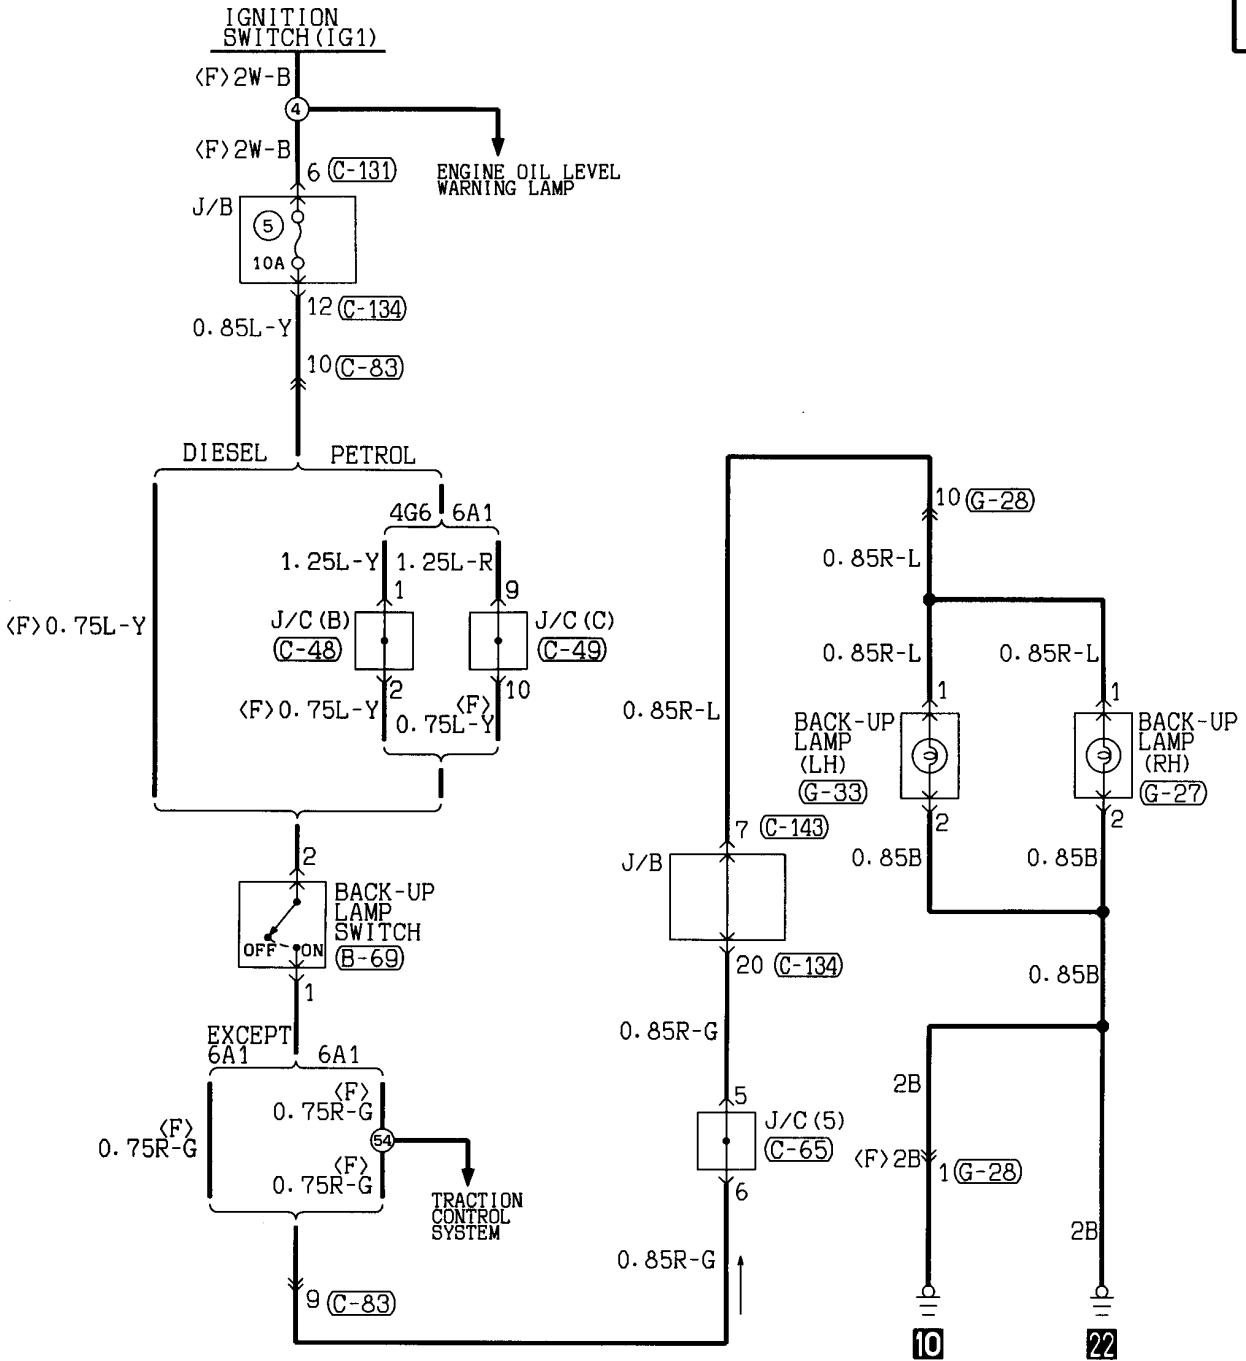 IGNITION
SWITCH(IG1)
<F>2W-B
4
<F>2W-B
6 C-131
ENGINE OIL LEVEL
WARNING LAMP
J/B
5
10A
12 C-134
0.85L-Y
10 C-83
DIESEL PETROL
4G6 6A1
1.25L-Y 1.25L-R
1 9
J/C(B)
C-48
J/C(C)
C-49
<F>0.75L-Y
2 10
<F>0.75L-Y
<F>
0.75L-Y
2
BACK-UP
LAMP
SWITCH
OFF ON
B-69
1
EXCEPT
6A1
6A1
<F>
0.75R-G
<F>
0.75R-G
54
<F>
0.75R-G
TRACTION
CONTROL
SYSTEM
9 C-83
0.85R-G
6
J/C(5)
C-65
5
0.85R-G
20 C-134
J/B
7 C-143
0.85R-L
10 G-28
0.85R-L
0.85R-L 0.85R-L
1 1
BACK-UP
LAMP
(LH)
G-33
BACK-UP
LAMP
(RH)
G-27
2 2
0.85B 0.85B
0.85B
2B
<F>2B
1 G-28
2B
10 22